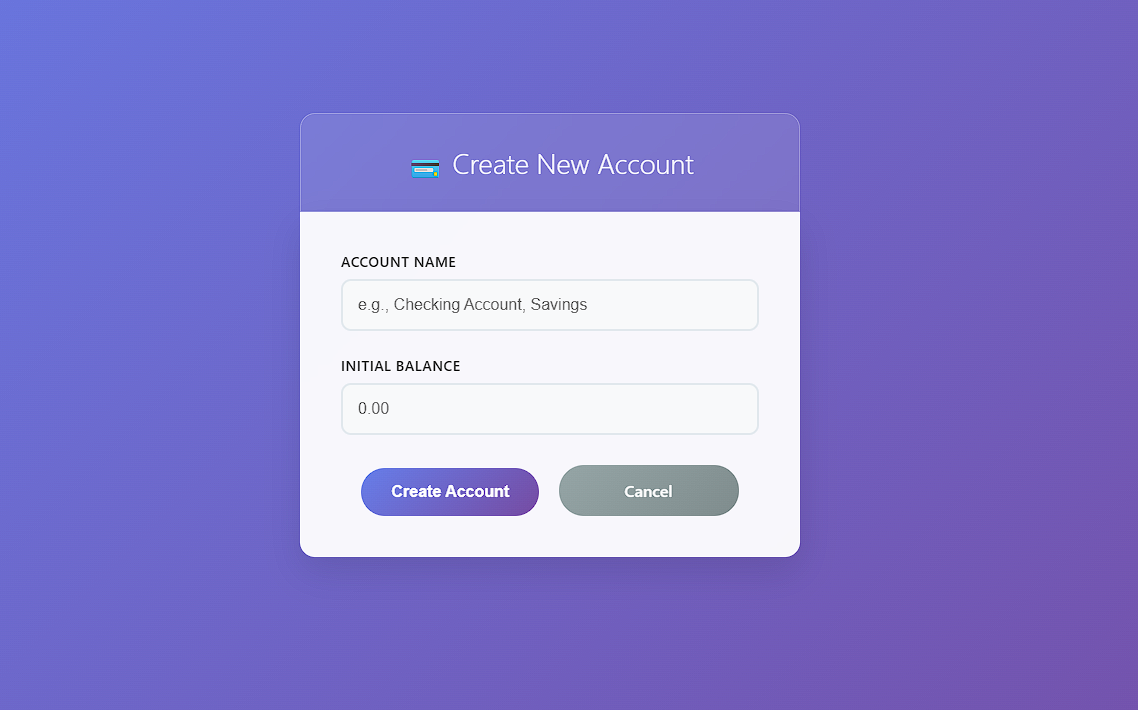 Create New Account
ACCOUNT NAME
e.g., Checking Account, Savings
INITIAL BALANCE
0.00
Create Account
Cancel